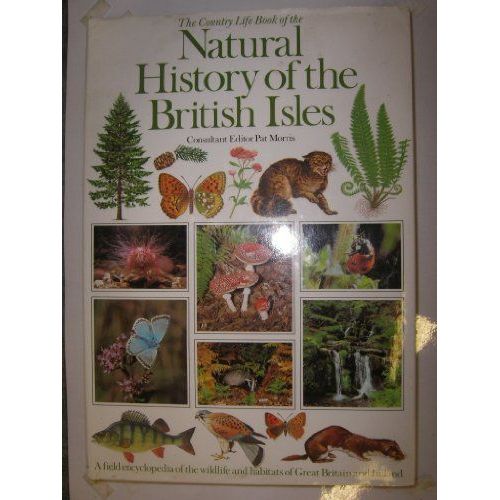 The Country Life Book of the
Natural
History of the
British Isles
Consultant Editor Pat Morris
A field encyclopedia of the wildlife and habitats of Great Britain and Ireland